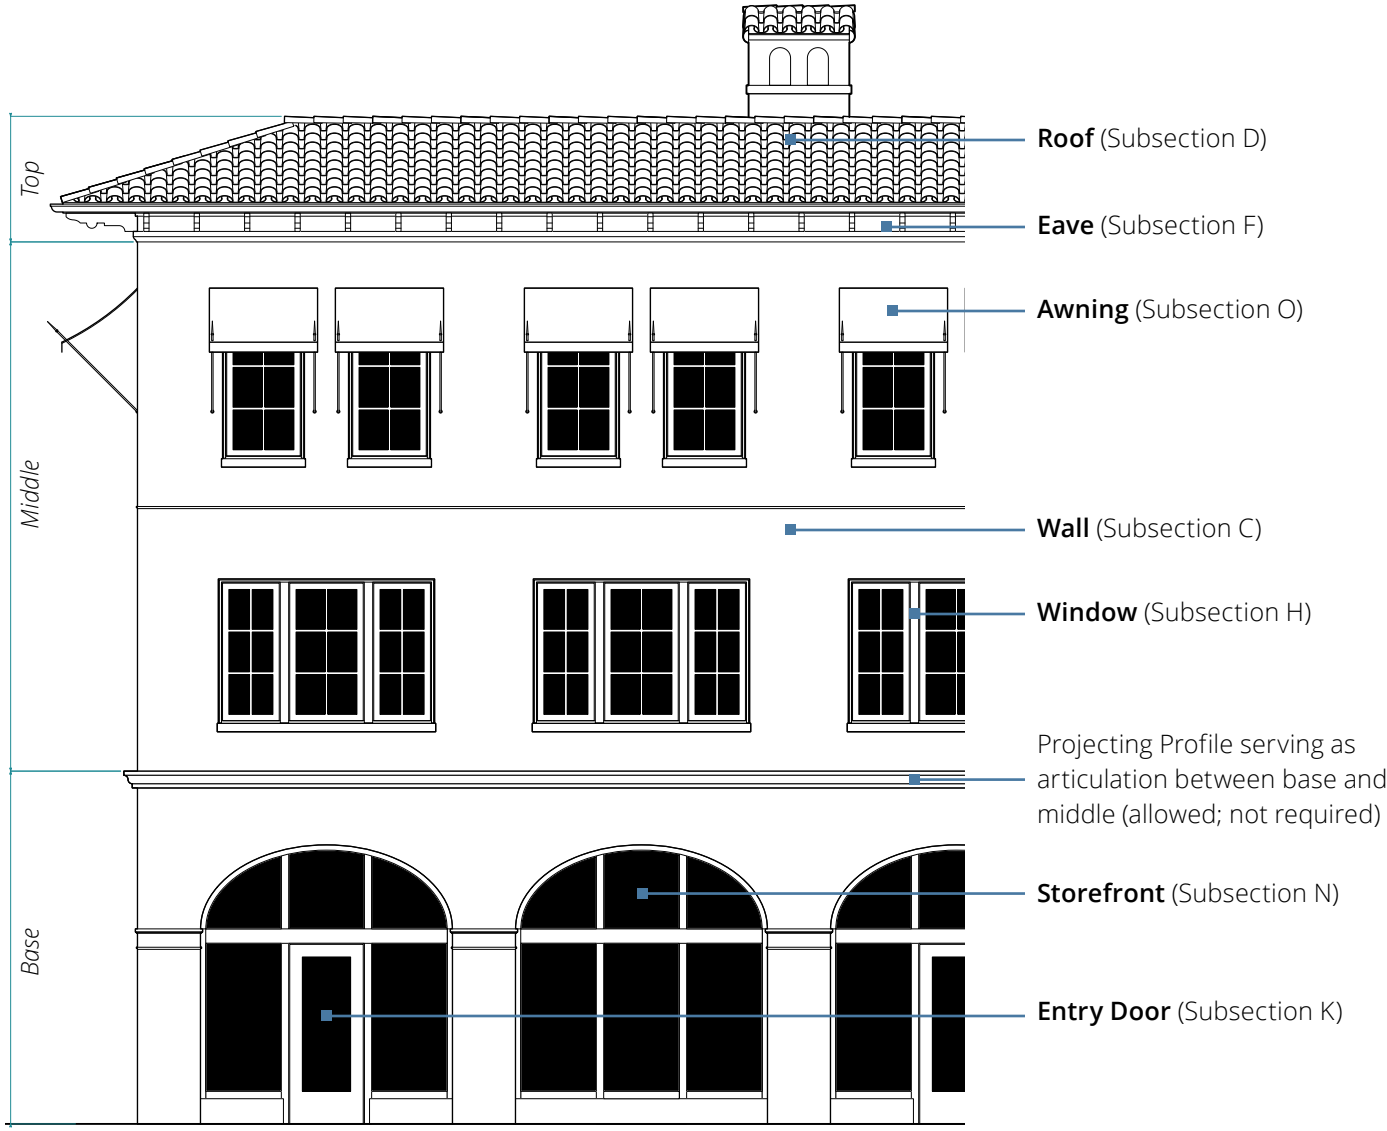 Top
Roof (Subsection D)
Eave (Subsection F)
Awning (Subsection O)
Middle
Wall (Subsection C)
Window (Subsection H)
Projecting Profile serving as
articulation between base and
middle (allowed; not required)
Storefront (Subsection N)
Base
Entry Door (Subsection K)